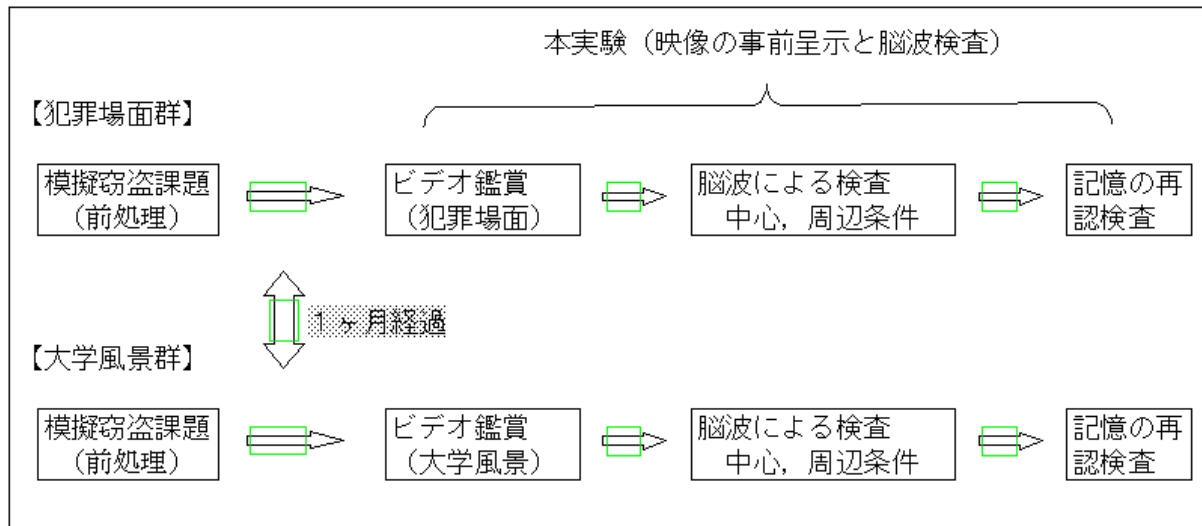 本実験（映像の事前呈示と脳波検査）
【犯罪場面群】
模擬窃盗課題
（前処理）
ビデオ鑑賞
（犯罪場面）
脳波による検査
中心，周辺条件
記憶の再
認検査
１ヶ月経過
【大学風景群】
模擬窃盗課題
（前処理）
ビデオ鑑賞
（大学風景）
脳波による検査
中心，周辺条件
記憶の再
認検査